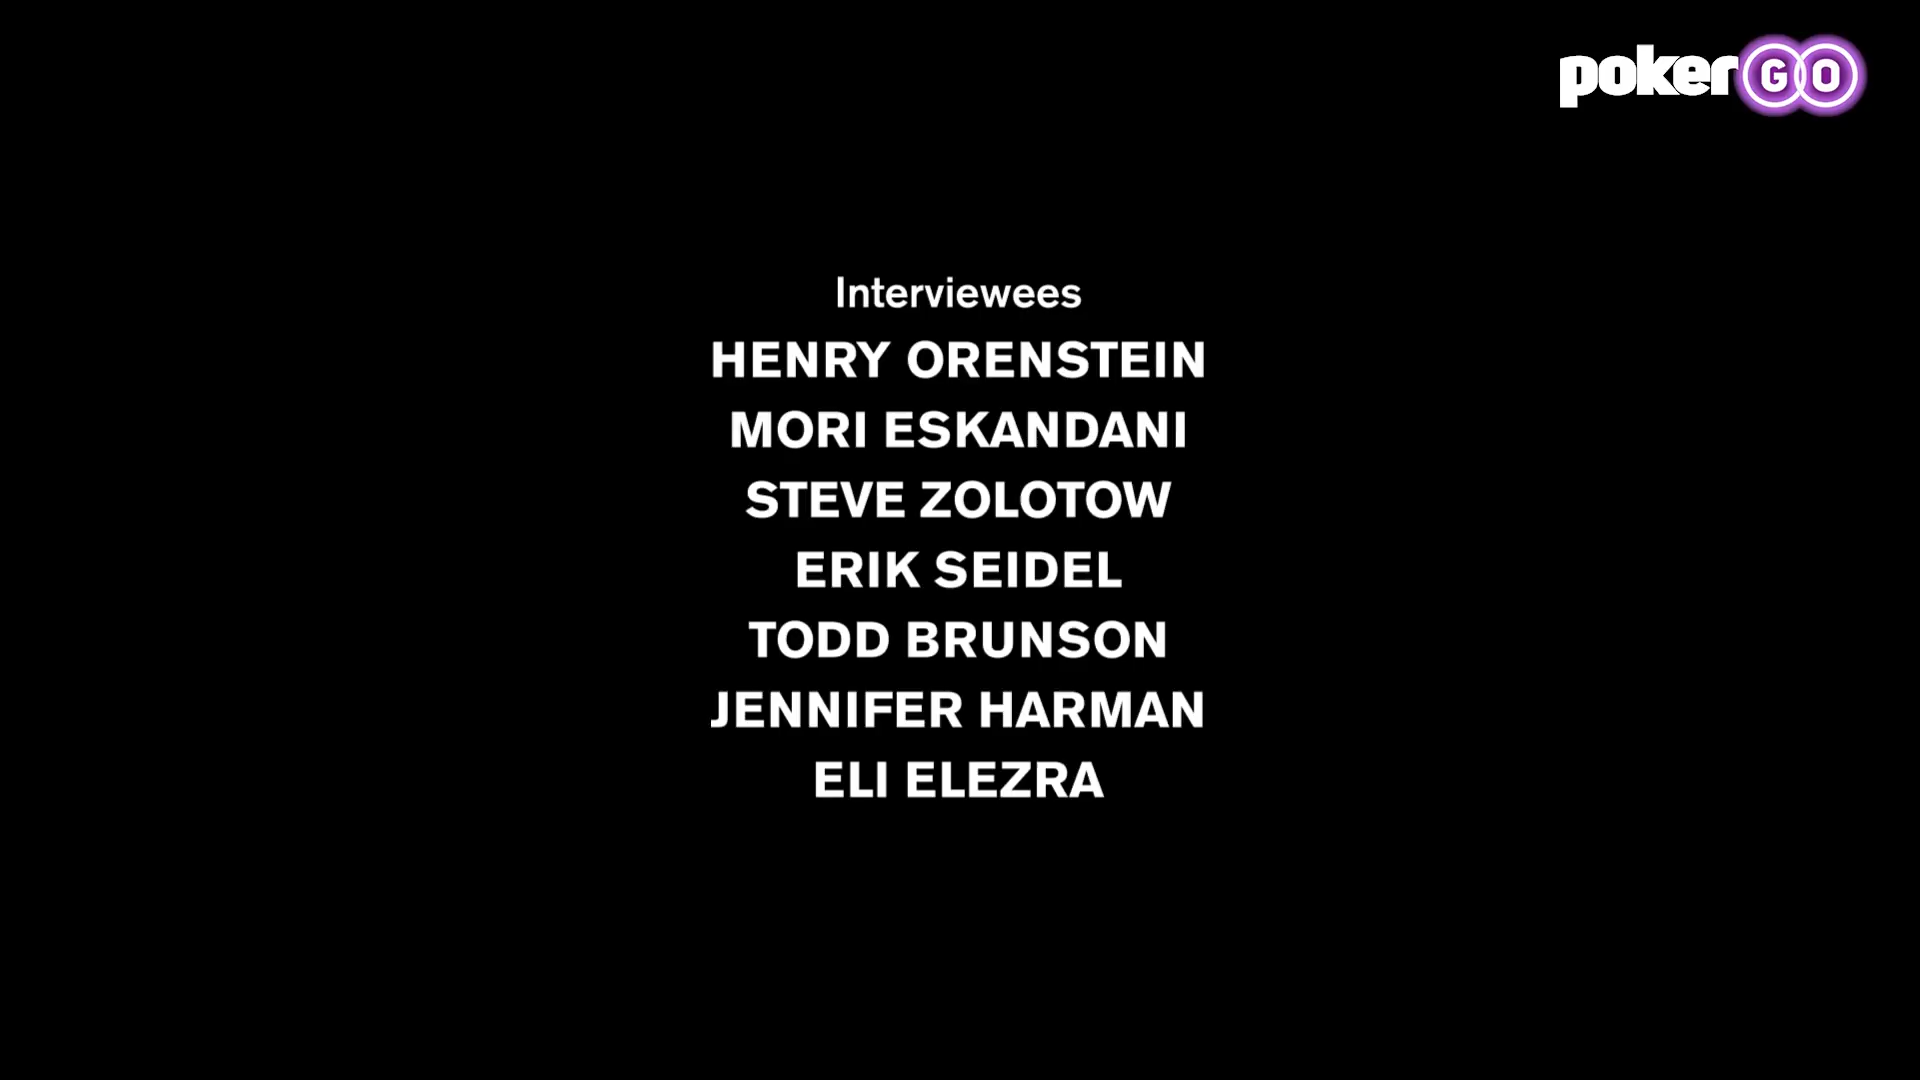 pokerGO
Interviewees
HENRY ORENSTEIN
MORI ESKANDANI
STEVE ZOLOTOW
ERIK SEIDEL
TODD BRUNSON
JENNIFER HARMAN
ELI ELEZRA